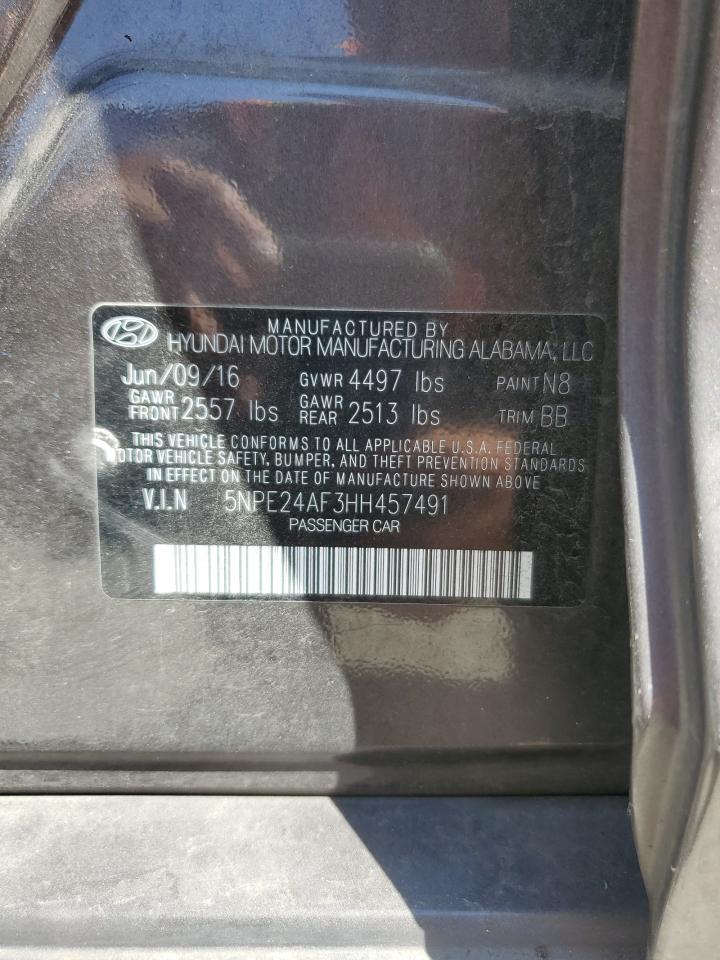 MANUFACTURED BY
HYUNDAI MOTOR MANUFACTURING ALABAMA, LLC
Jun/09/16 GVWR 4497 lbs PAINT N8
GAWR FRONT 2557 lbs GAWR REAR 2513 lbs TRIM BB
THIS VEHICLE CONFORMS TO ALL APPLICABLE U.S.A. FEDERAL
OTOR VEHICLE SAFETY, BUMPER, AND THEFT PREVENTION STANDARDS
IN EFFECT ON THE DATE OF MANUFACTURE SHOWN ABOVE
V.I.N 5NPE24AF3HH457491
PASSENGER CAR